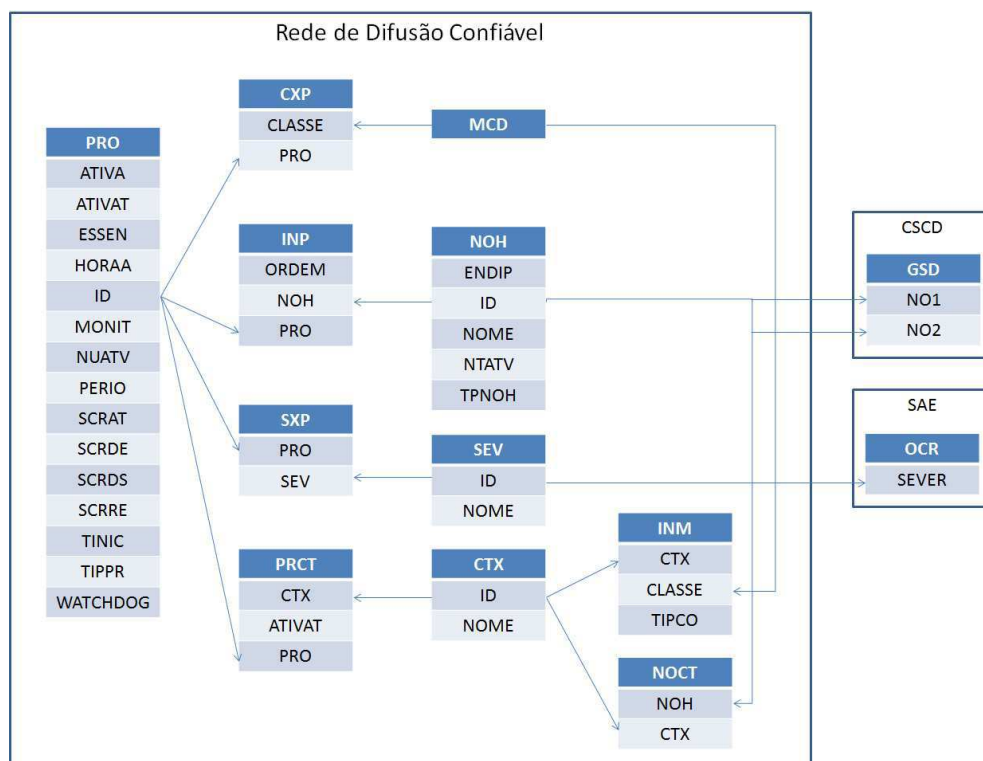 Rede de Difusão Confiável
PRO
ATIVA
ATIVAT
ESSEN
HORAA
ID
MONIT
NUATV
PERIO
SCRAT
SCRDE
SCRDS
SCRRE
TINIC
TIPPR
WATCHDOG
CXP
CLASSE
PRO
MCD
INP
ORDEM
NOH
PRO
NOH
ENDIP
ID
NOME
NTATV
TPNOH
SXP
PRO
SEV
SEV
ID
NOME
PRCT
CTX
ATIVAT
PRO
CTX
ID
NOME
INM
CTX
CLASSE
TIPCO
NOCT
NOH
CTX
CSCD
GSD
NO1
NO2
SAE
OCR
SEVER